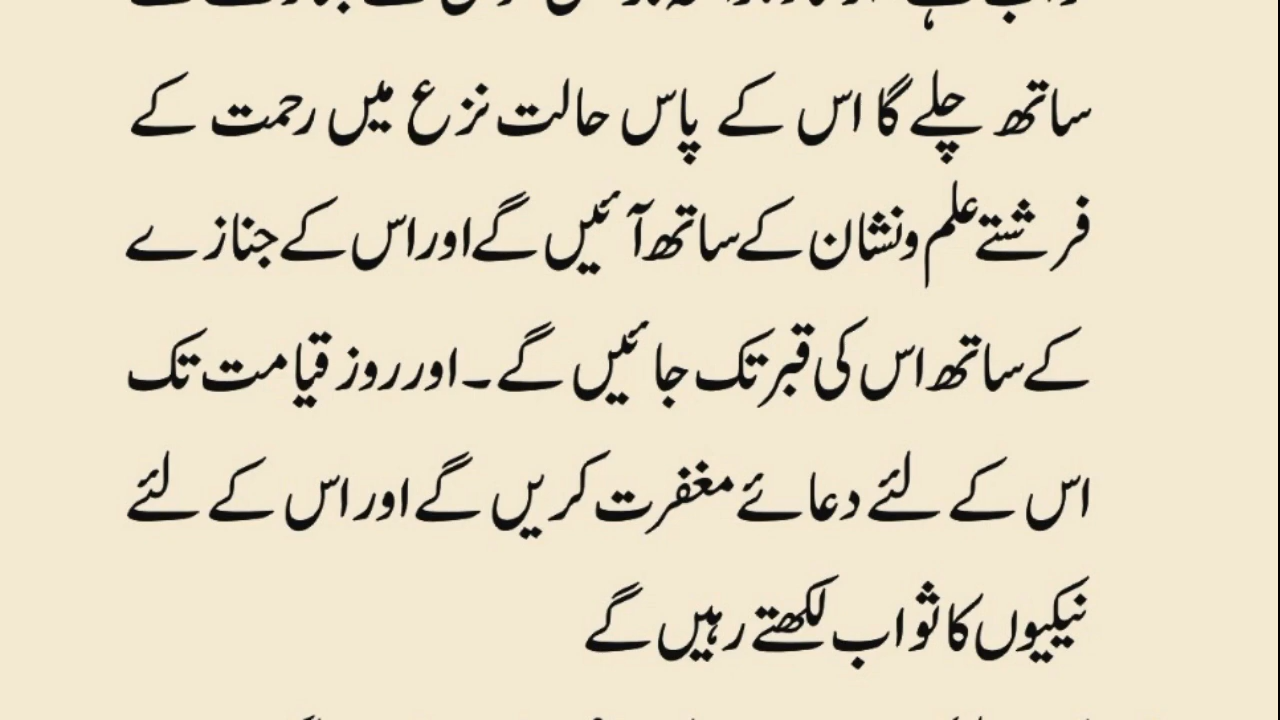 ساتھ چلے گا اس کے پاس حالت نزع میں رحمت کے
فرشتے علم ونشان کے ساتھ آئیں گے اور اس کے جنازے
کے ساتھ اس کی قبر تک جائیں گے۔ اور روز قیامت تک
اس کے لئے دعائے مغفرت کریں گے اور اس کے لئے
نیکیوں کا ثواب لکھتے رہیں گے